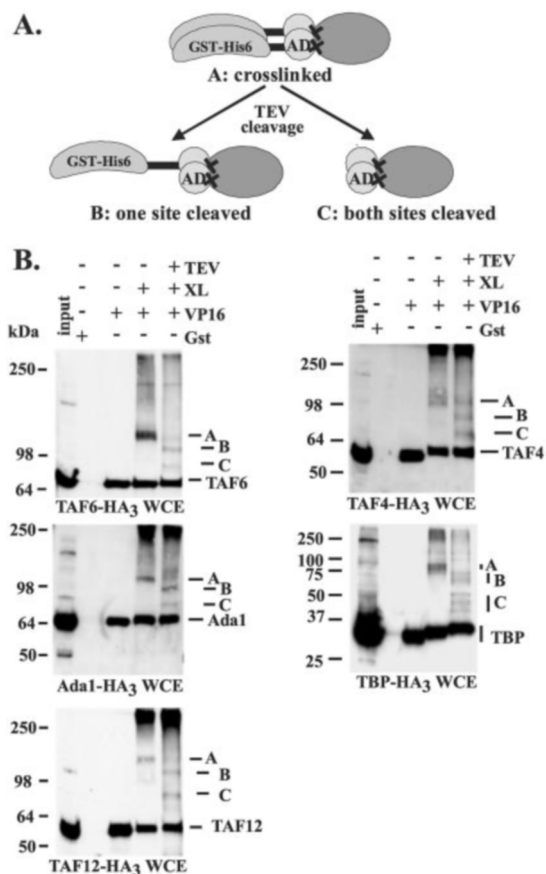 A.
GST-His6
AD
A: crosslinked
TEV
cleavage
GST-His6
AD
AD
B: one site cleaved
C: both sites cleaved
B.
- - - + TEV
- - + + XL
- + + + VP16
+ - - - Gst
input
kDa
250
98
64
A
B
C
TAF6
TAF6-HA3 WCE
250
98
64
50
A
B
C
Ada1
Ada1-HA3 WCE
250
98
64
50
A
B
C
TAF12
TAF12-HA3 WCE
- - - + TEV
- - + + XL
- + + + VP16
+ - - - Gst
input
250
98
64
50
A
B
C
TAF4
TAF4-HA3 WCE
250
100
75
50
37
25
A
B
C
TBP
TBP-HA3 WCE